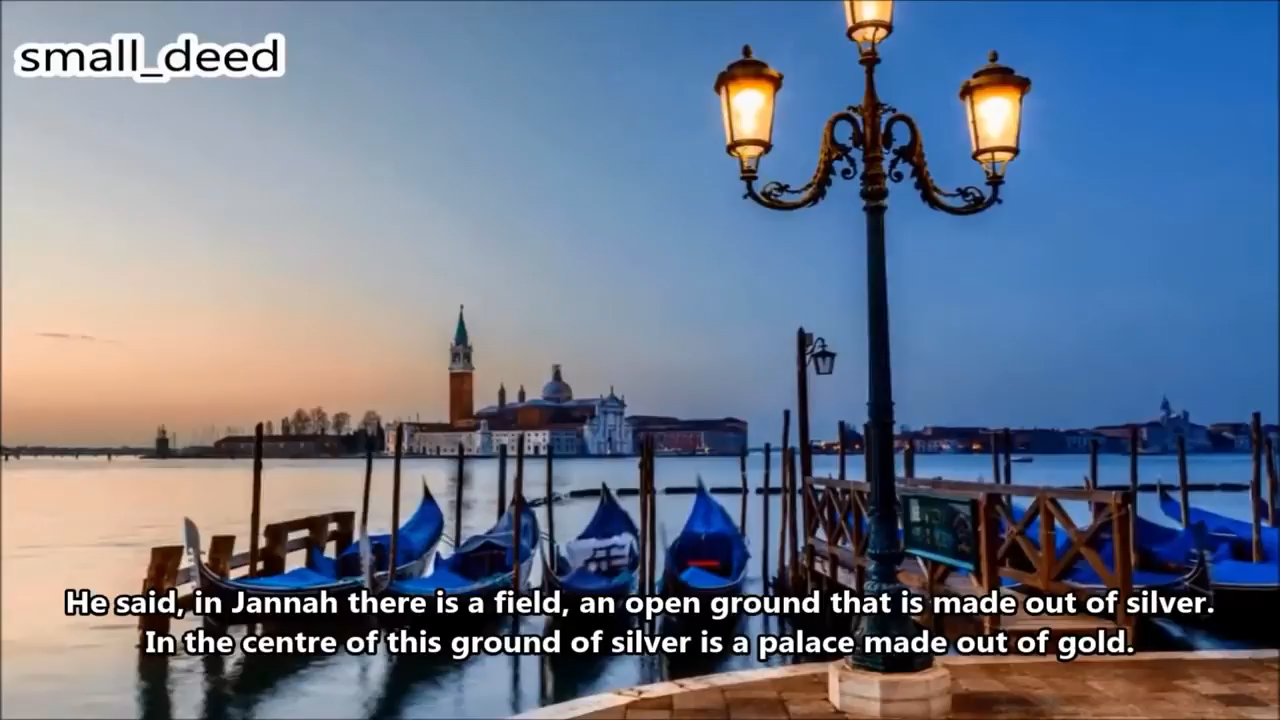 small_deed
He said, in Jannah there is a field, an open ground that is made out of silver.
In the centre of this ground of silver is a palace made out of gold.